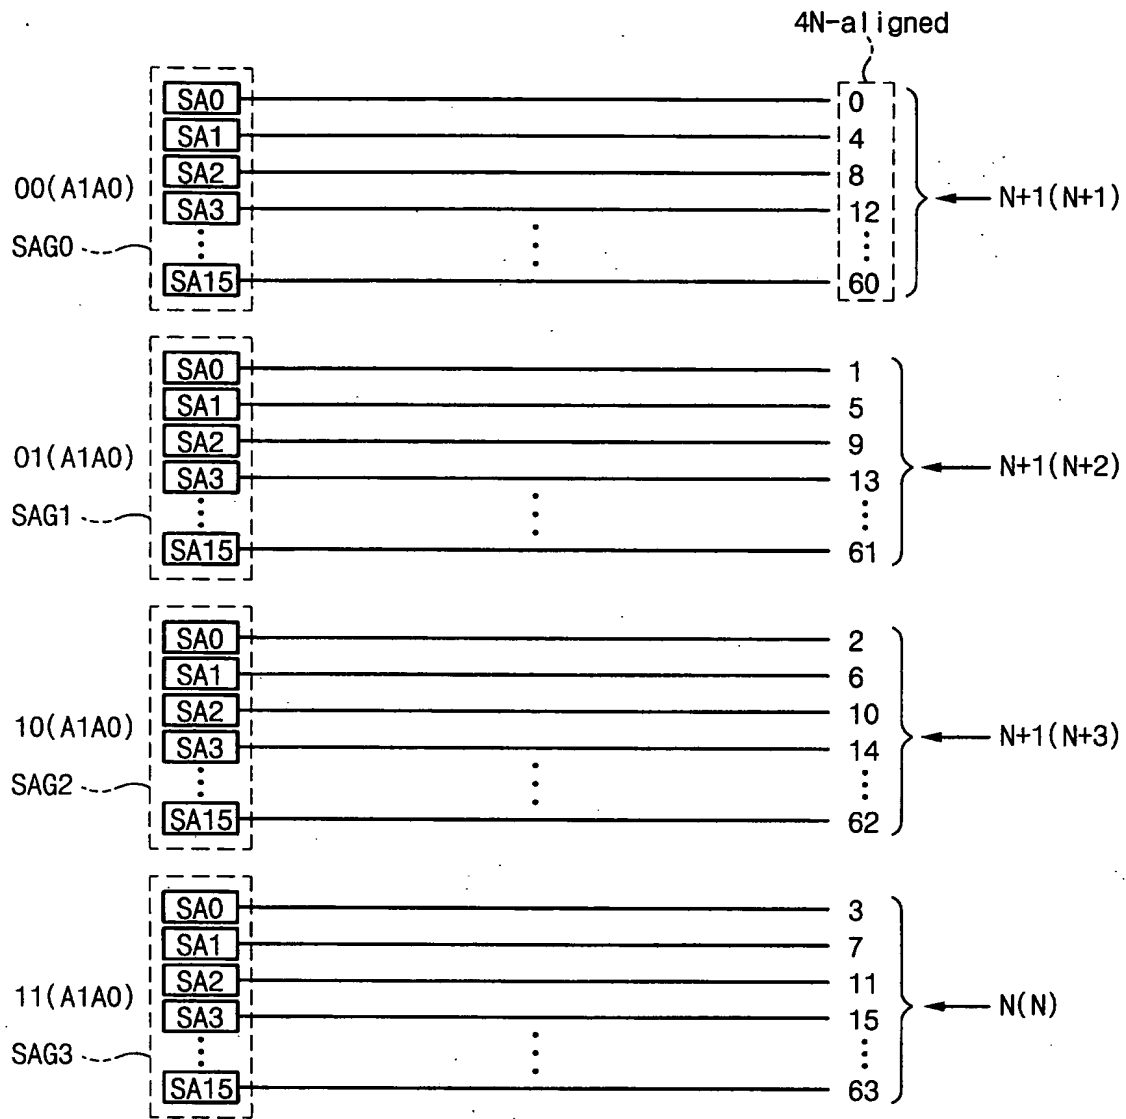 4N-aligned
SA0 0
SA1 4
SA2 8
00(A1A0)
SA3 12
N+1(N+1)
SAG0
SA15 60
SA0 1
SA1 5
SA2 9
01(A1A0)
SA3 13
N+1(N+2)
SAG1
SA15 61
SA0 2
SA1 6
SA2 10
10(A1A0)
SA3 14
N+1(N+3)
SAG2
SA15 62
SA0 3
SA1 7
SA2 11
11(A1A0)
SA3 15
N(N)
SAG3
SA15 63